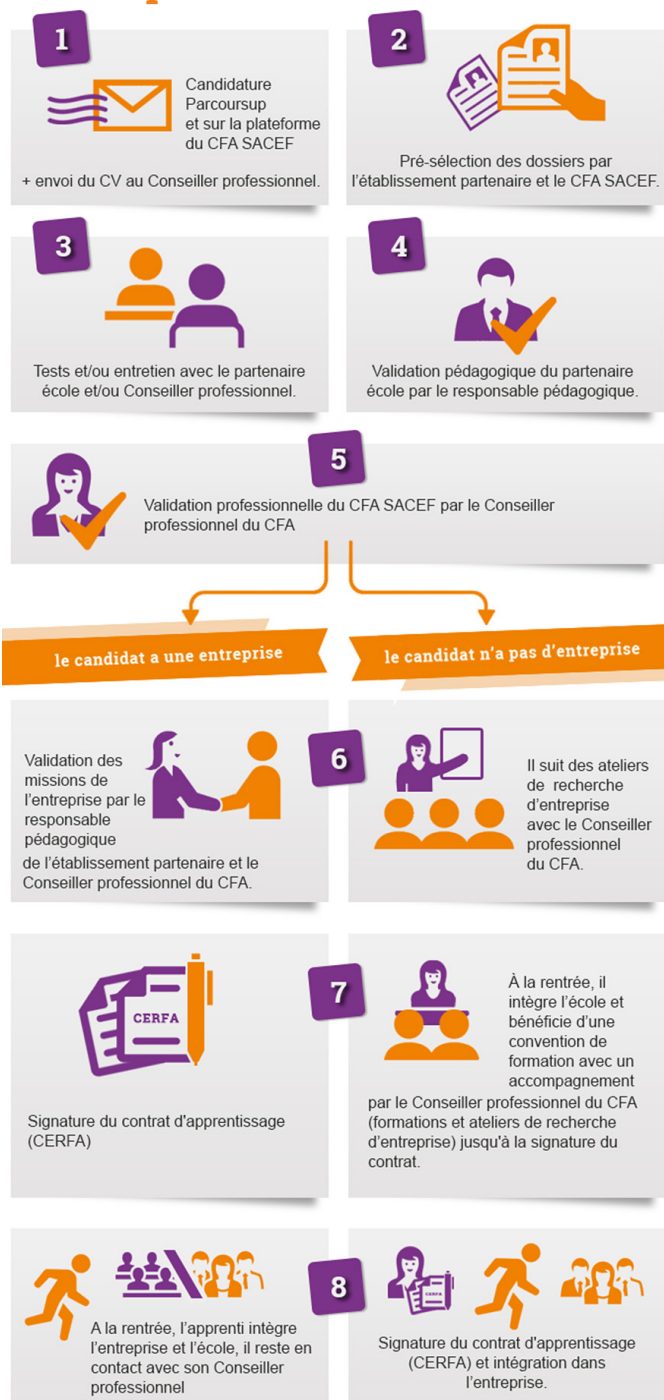 1
Candidature
Parcoursup
et sur la plateforme
du CFA SACEF
+ envoi du CV au Conseiller professionnel.
2
Pré-sélection des dossiers par
l'établissement partenaire et le CFA SACEF.
3
Tests et/ou entretien avec le partenaire
école et/ou Conseiller professionnel.
4
Validation pédagogique du partenaire
école par le responsable pédagogique.
5
Validation professionnelle du CFA SACEF par le Conseiller
professionnel du CFA
le candidat a une entreprise
le candidat n'a pas d'entreprise
6
Validation des
missions de
l'entreprise par le
responsable
pédagogique
de l'établissement partenaire et le
Conseiller professionnel du CFA.
Il suit des ateliers
de recherche
d'entreprise
avec le Conseiller
professionnel
du CFA.
7
CERFA
Signature du contrat d'apprentissage
(CERFA)
À la rentrée, il
intègre l'école et
bénéficie d'une
convention de
formation avec un
accompagnement
par le Conseiller professionnel du CFA
(formations et ateliers de recherche
d'entreprise) jusqu'à la signature du
contrat.
8
A la rentrée, l'apprenti intègre
l'entreprise et l'école, il reste en
contact avec son Conseiller
professionnel
CERFA
Signature du contrat d'apprentissage
(CERFA) et intégration dans
l'entreprise.